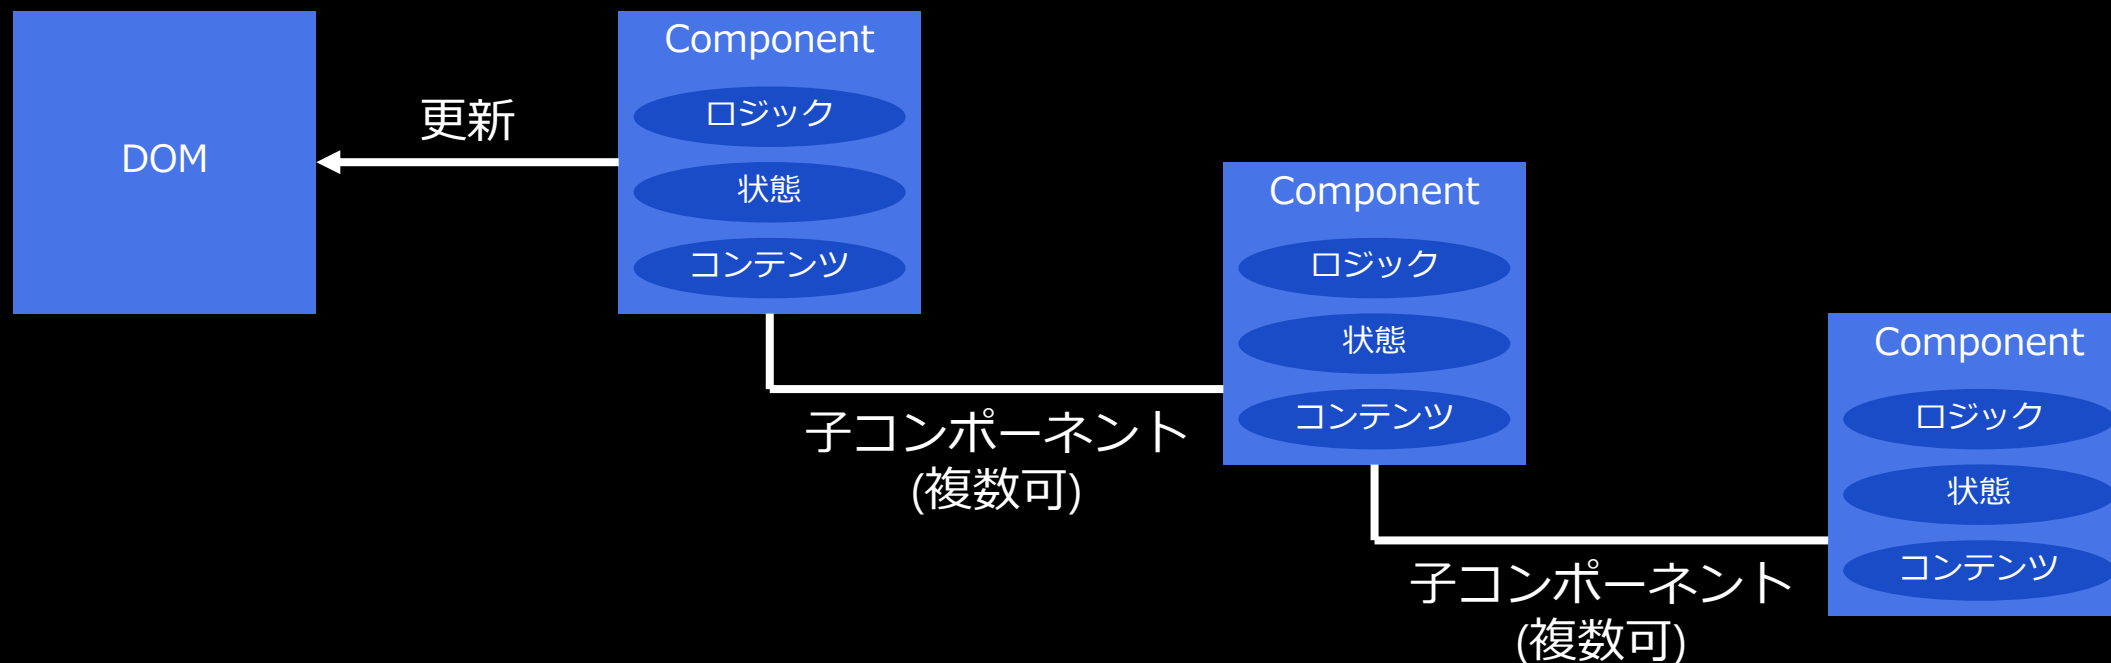 DOM
更新
Component
ロジック
状態
コンテンツ
子コンポーネント
(複数可)
Component
ロジック
状態
コンテンツ
子コンポーネント
(複数可)
Component
ロジック
状態
コンテンツ